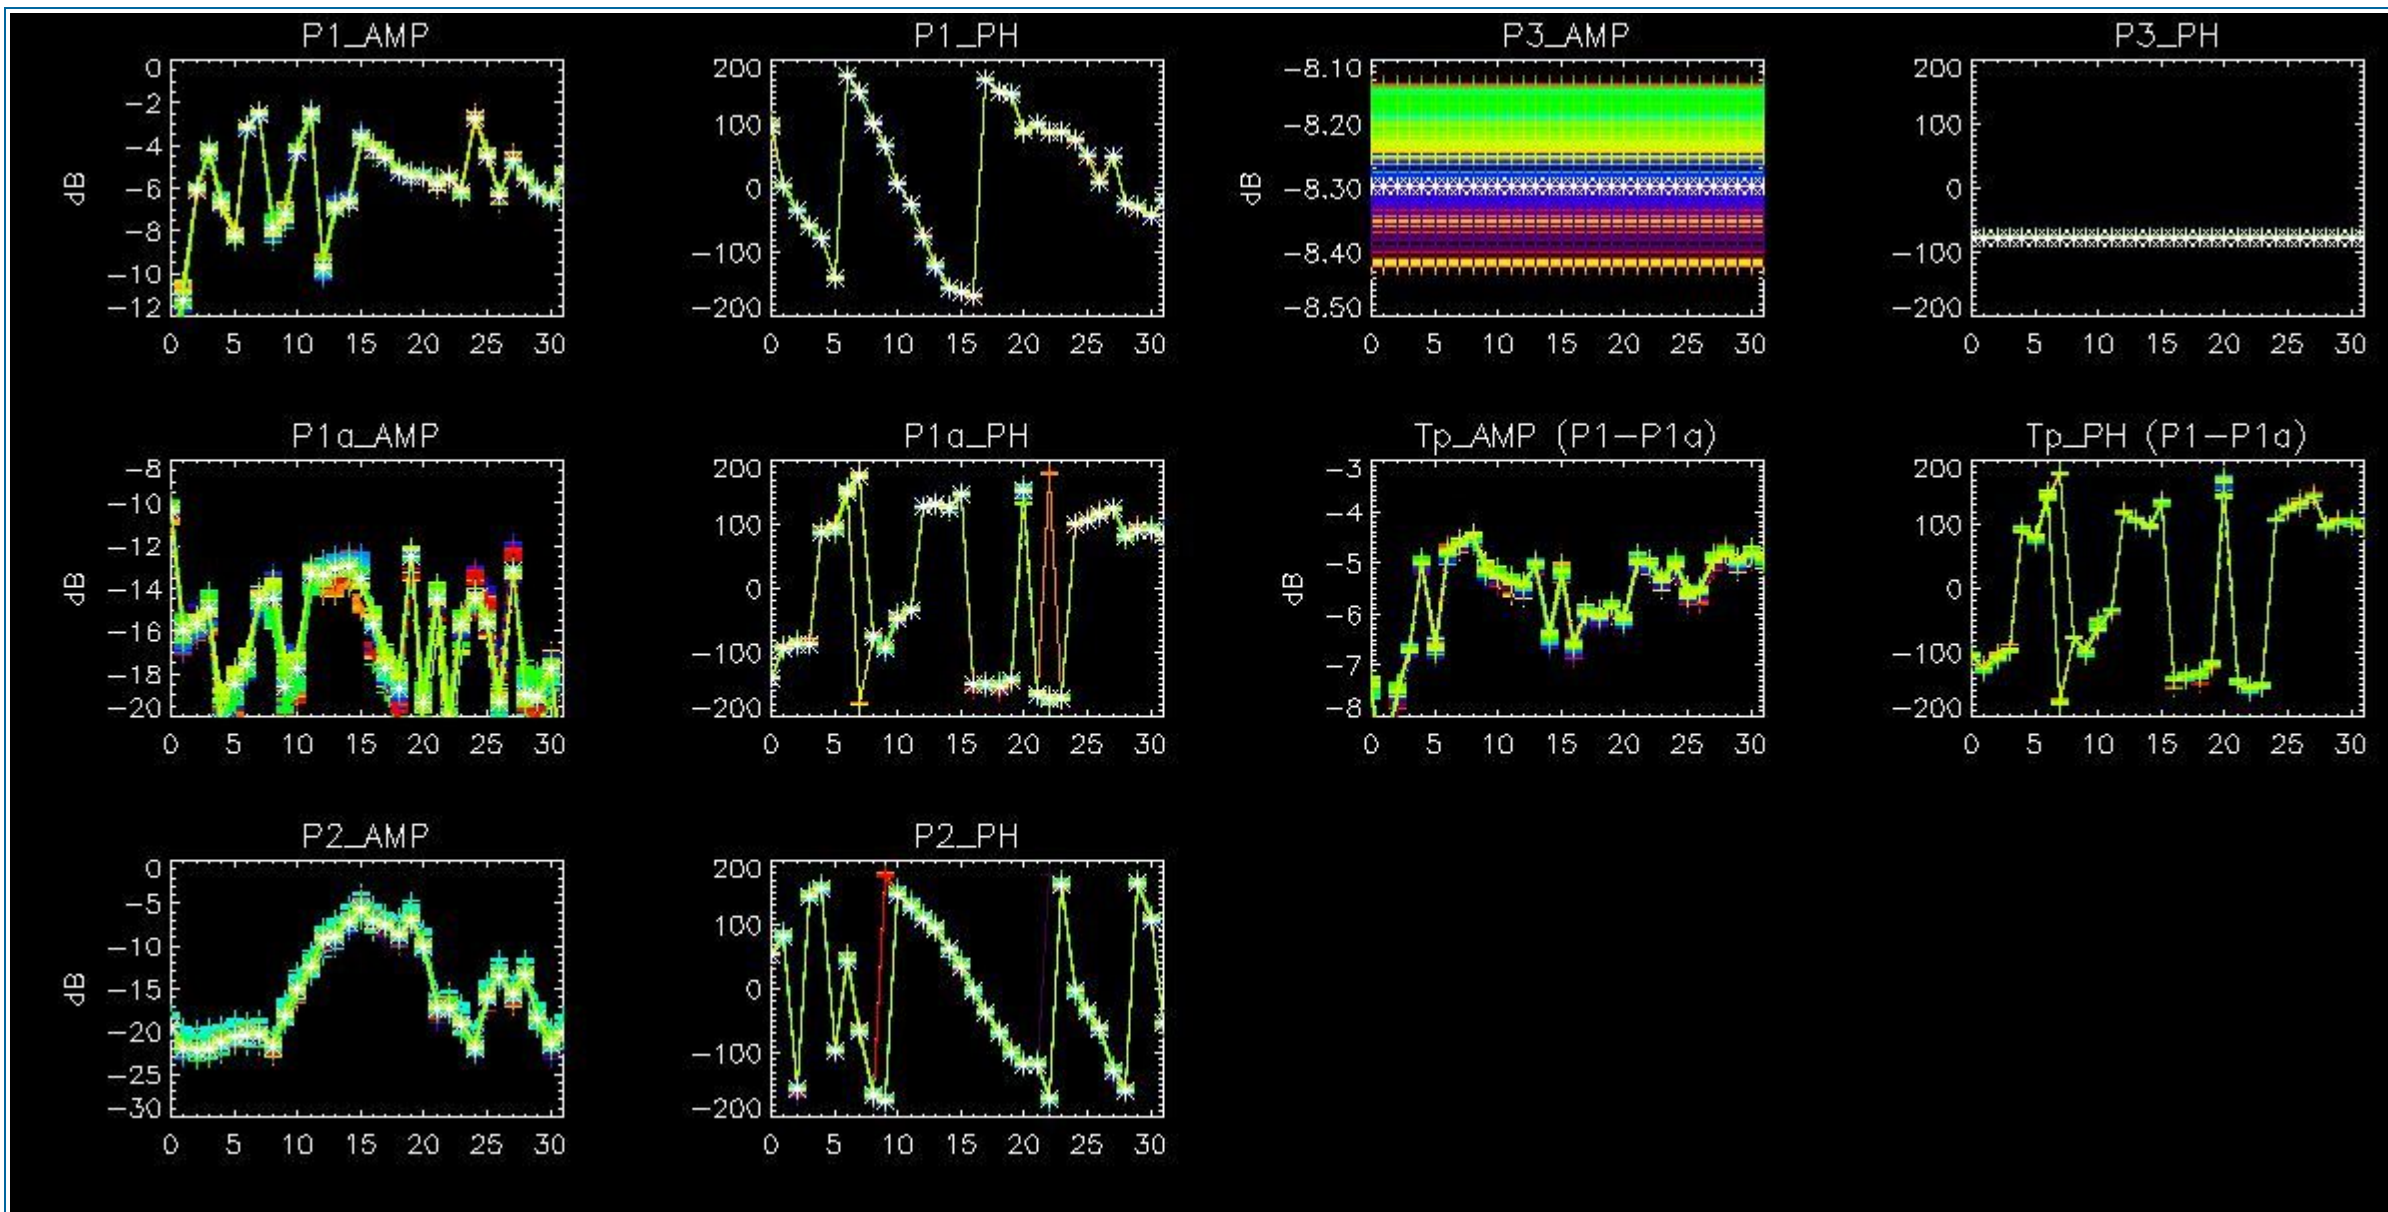 P1_AMP P1_PH P3_AMP P3_PH
0 200 −8.10 200
−2 100 −8.20 100
−4 0 −8.30 0
−6 −100 −8.40 −100
−8 −200 −8.50 −200
−10
−12
dB dB
0 5 10 15 20 25 30 0 5 10 15 20 25 30 0 5 10 15 20 25 30 0 5 10 15 20 25 30
P1a_AMP P1a_PH Tp_AMP (P1−P1a) Tp_PH (P1−P1a)
−8 200 −3 200
−10 100 −4 100
−12 0 −5 0
−14 −100 −6 −100
−16 −200 −7 −200
−18 −8
−20
dB dB
0 5 10 15 20 25 30 0 5 10 15 20 25 30 0 5 10 15 20 25 30 0 5 10 15 20 25 30
P2_AMP P2_PH
0 200
−5 100
−10 0
−15 −100
−20 −200
−25
−30
dB
0 5 10 15 20 25 30 0 5 10 15 20 25 30